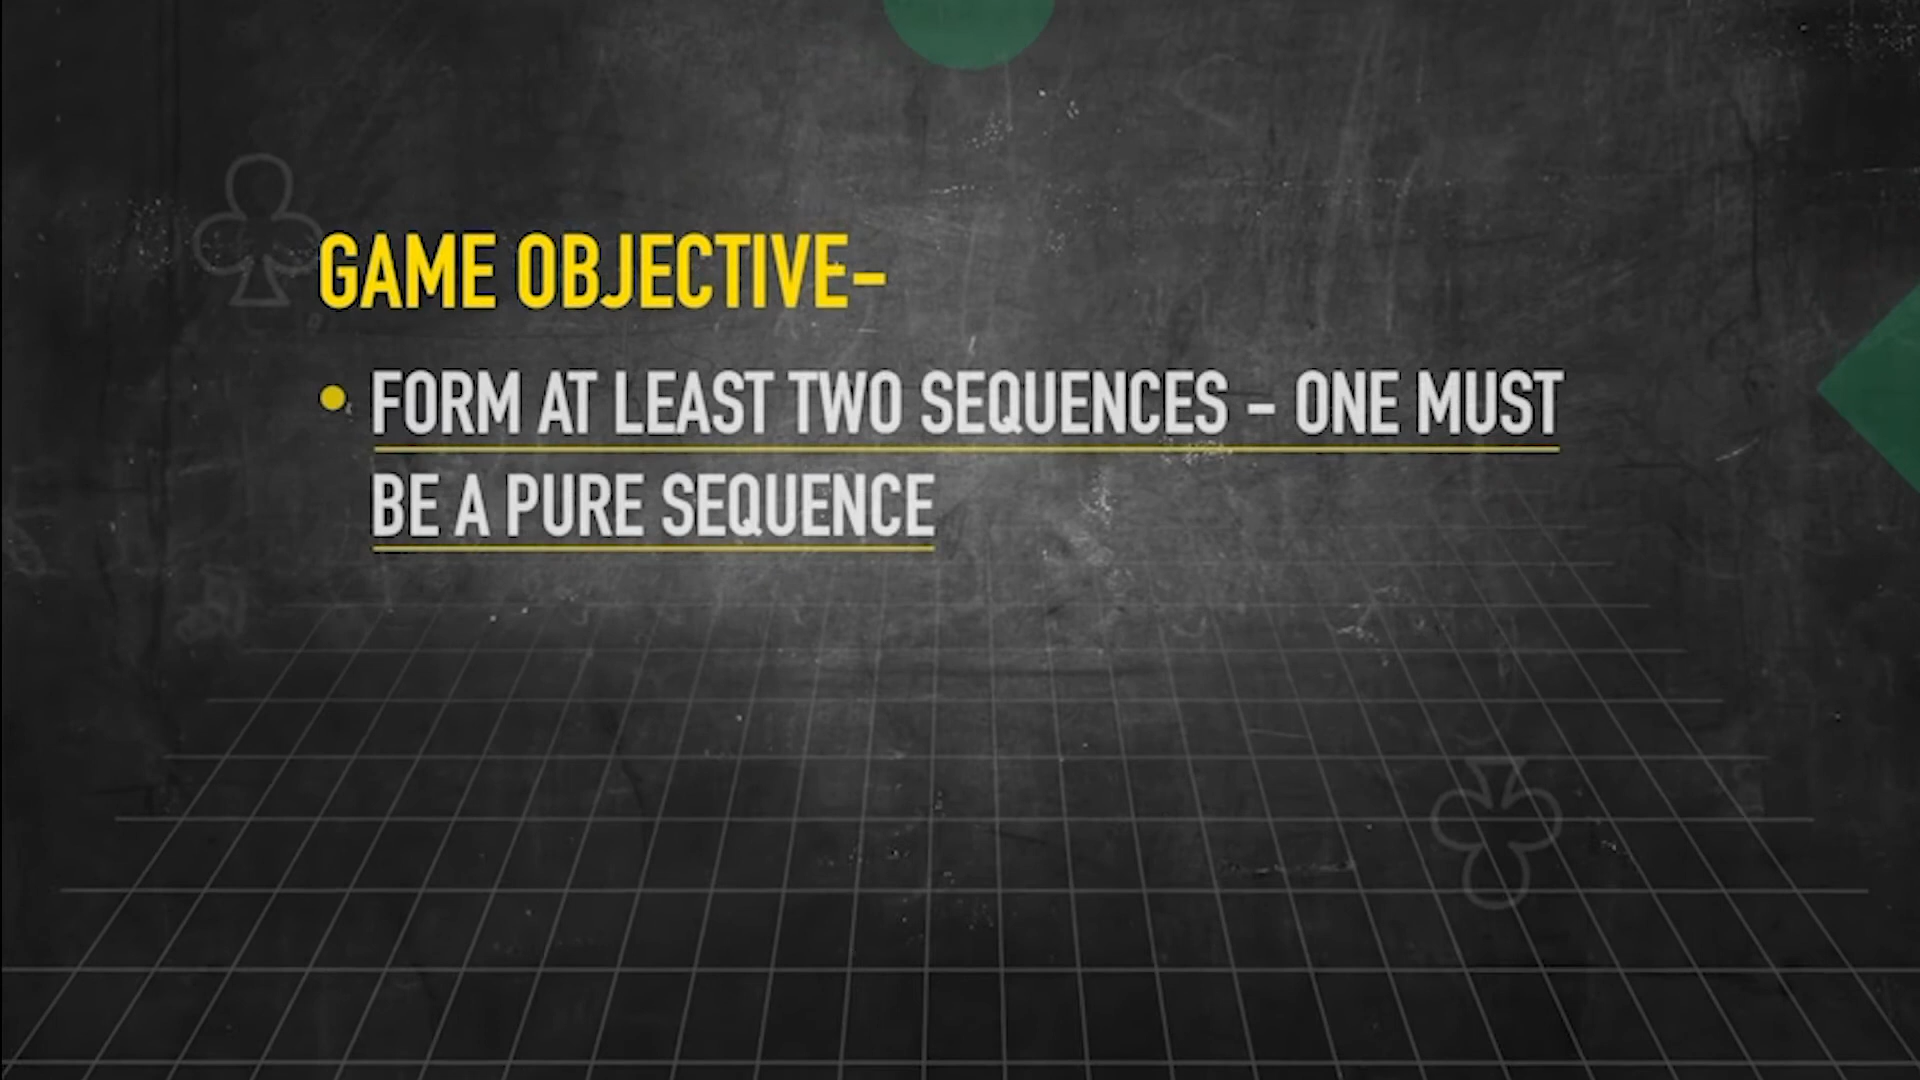 GAME OBJECTIVE-
• FORM AT LEAST TWO SEQUENCES - ONE MUST
BE A PURE SEQUENCE